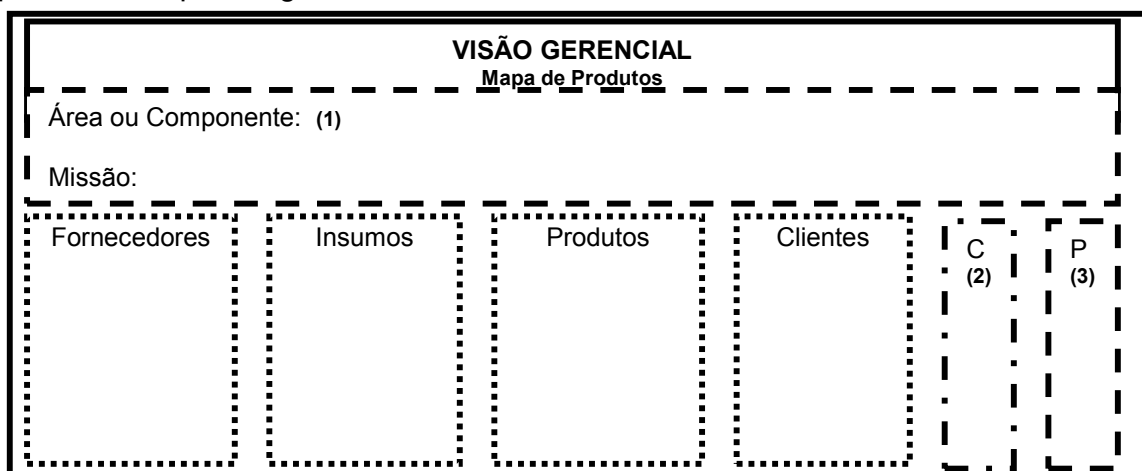 VISÃO GERENCIAL
Mapa de Produtos
Área ou Componente: (1)
Missão:
Fornecedores Insumos Produtos Clientes C P
(2) (3)